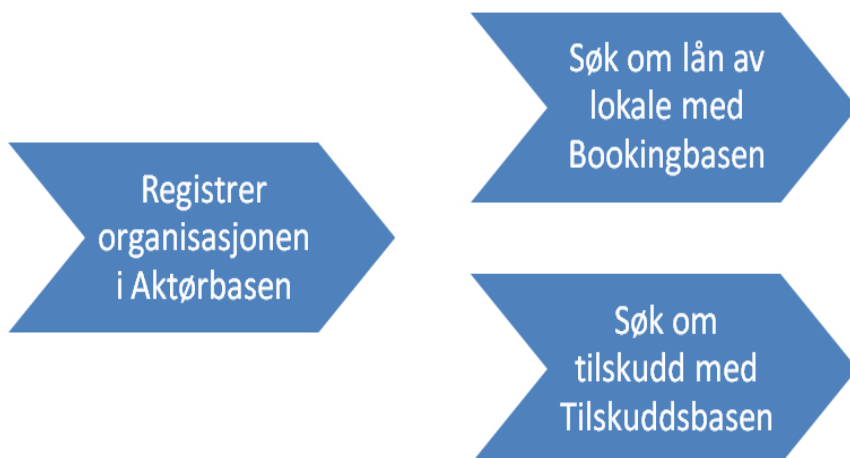 Registrer
organisasjonen
i Aktørbasen
Søk om lån av
lokale med
Bookingbasen
Søk om
tilskudd med
Tilskuddsbasen